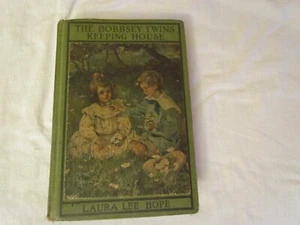 THE BOBBSEY TWINS
KEEPING HOUSE
LAURA LEE HOPE